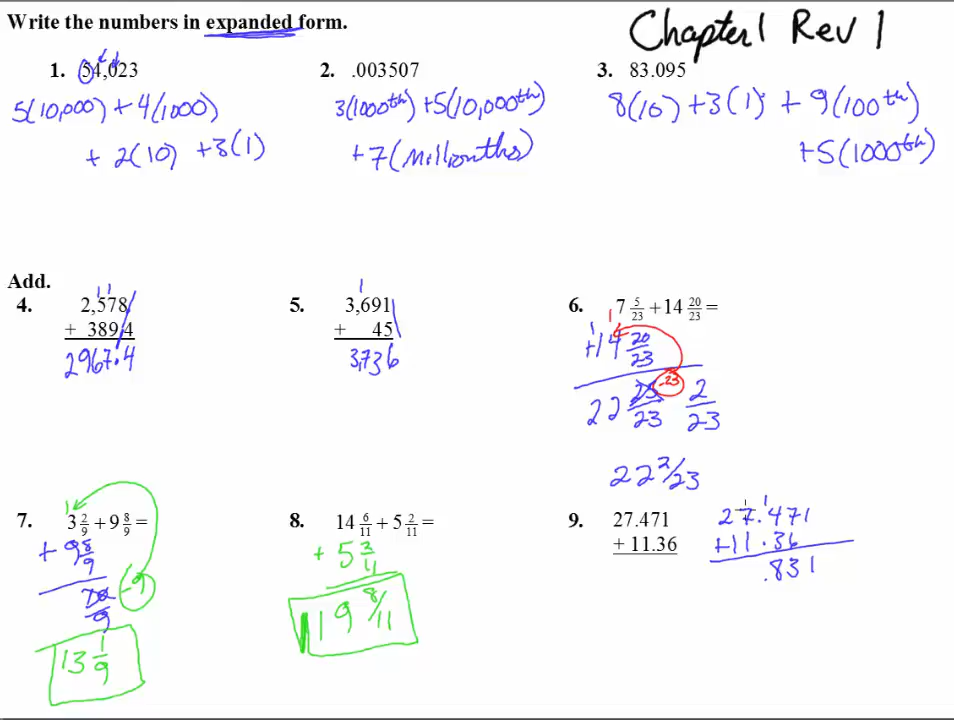 Write the numbers in expanded form.
Chapter 1 Rev 1
1. 54,023
5(10,000) + 4(1000)
+ 2(10) + 3(1)
2. .003507
3(1000th) + 5(10,000th)
+ 7(millionths)
3. 83.095
8(10) + 3(1) + 9(100th)
+ 5(1000th)
Add.
4. 2,578
+ 389.4
2967.4
5. 3,691
+ 45
3,736
6. 7 5/23 + 14 20/23 =
+ 14 20/23
22 25/23 -23 2/23
22 2/23
7. 3 2/9 + 9 8/9 =
+ 9 8/9
10/9 -9
13 1/9
8. 14 6/11 + 5 2/11 =
+ 5 2/11
19 8/11
9. 27.471
+ 11.36
27.471
+11.36
.831